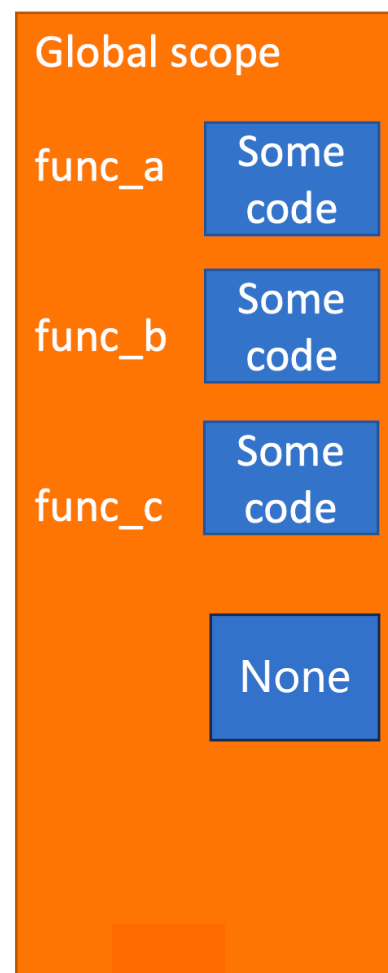 Global scope
func_a
Some
code
func_b
Some
code
func_c
Some
code
None